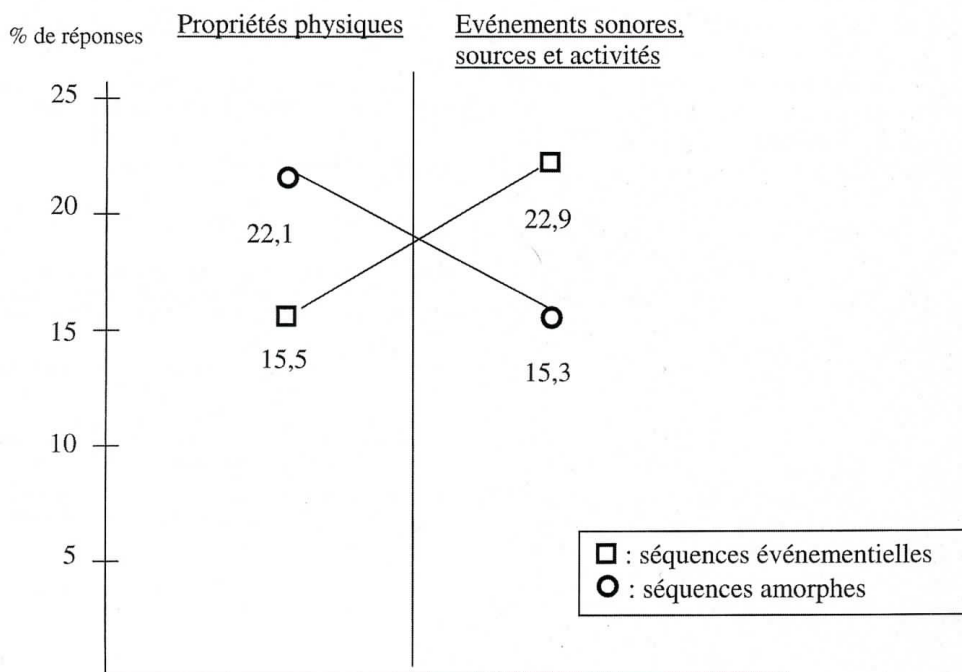 % de réponses
Propriétés physiques
Evénements sonores,
sources et activités
25
20
15
10
5
22,1
15,5
22,9
15,3
: séquences événementielles
: séquences amorphes